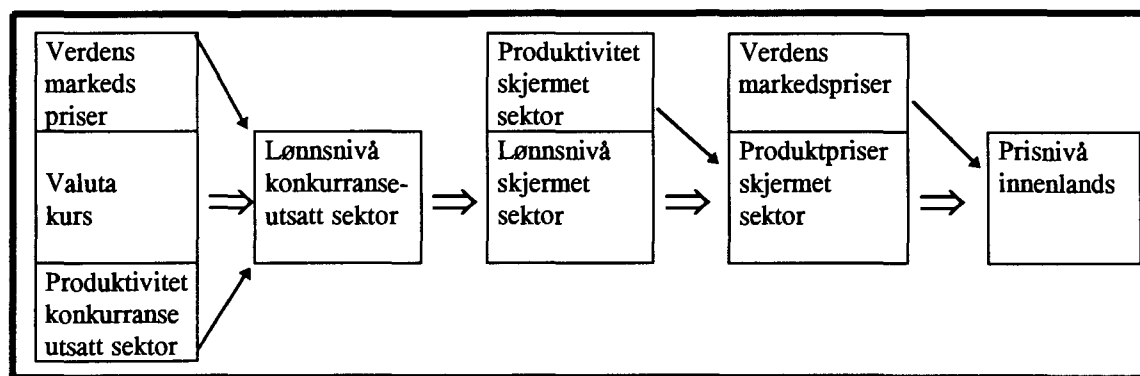 Verdens
markeds
priser
Valuta
kurs
Produktivitet
konkurranse
utsatt sektor
Lønnsnivå
konkurranse-
utsatt sektor
Produktivitet
skjermet
sektor
Lønnsnivå
skjermet
sektor
Verdens
markedspriser
Produktpriser
skjermet
sektor
Prisnivå
innenlands